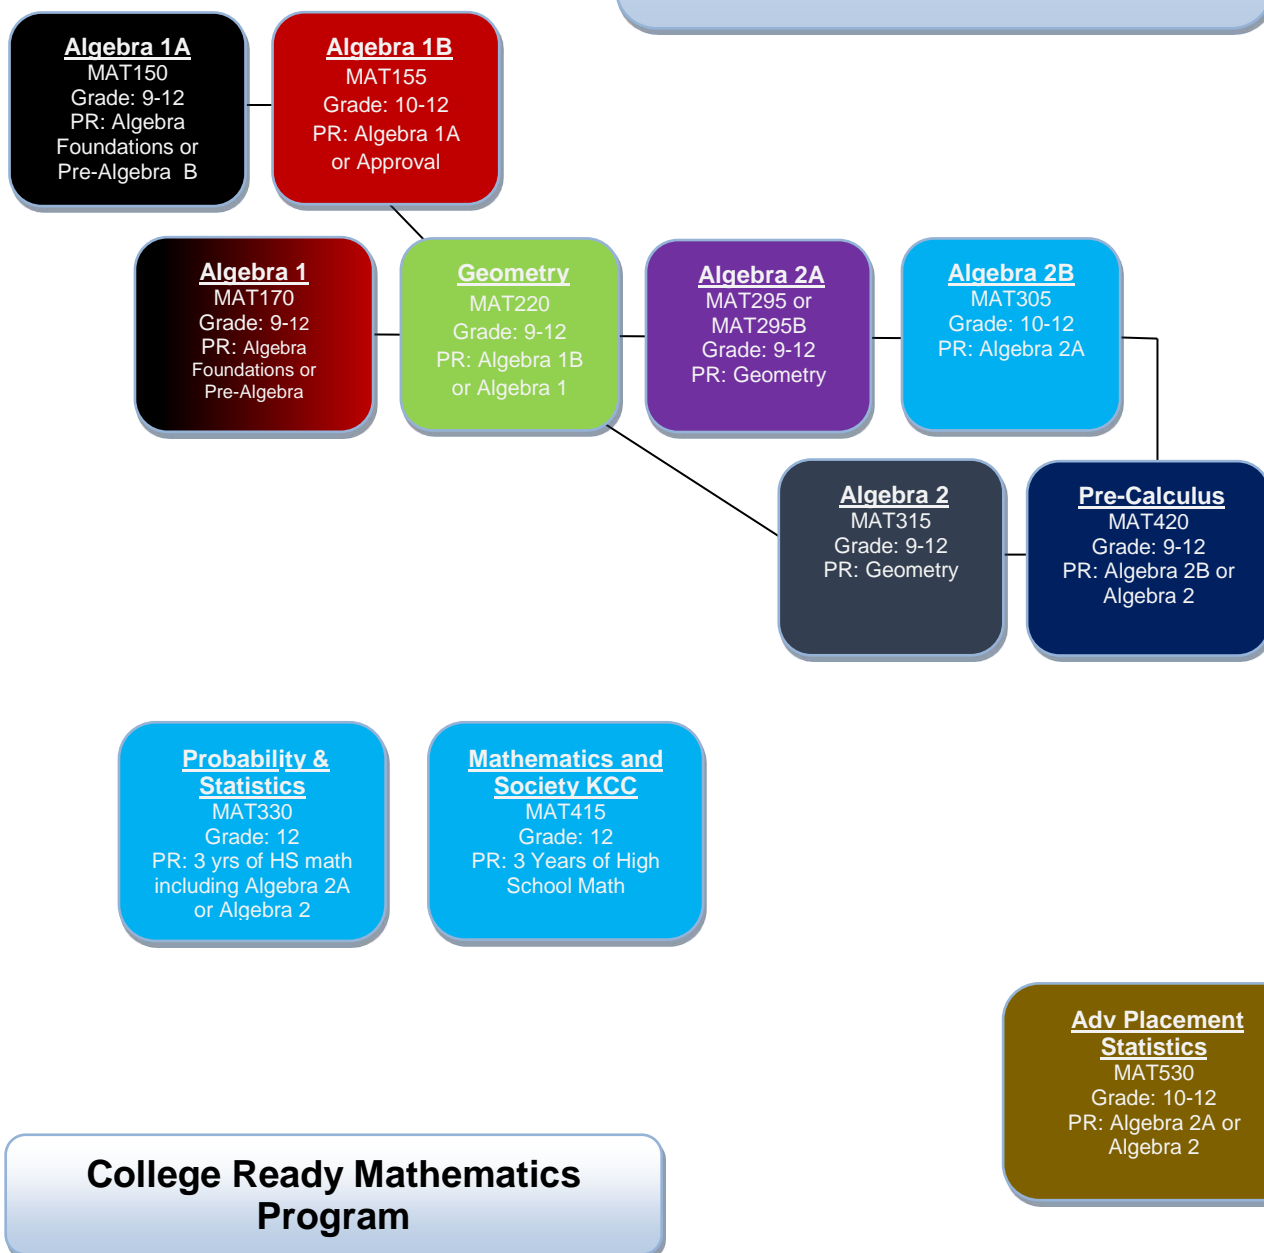 Algebra 1A
MAT150
Grade: 9-12
PR: Algebra
Foundations or
Pre-Algebra B
Algebra 1B
MAT155
Grade: 10-12
PR: Algebra 1A
or Approval
Algebra 1
MAT170
Grade: 9-12
PR: Algebra
Foundations or
Pre-Algebra
Geometry
MAT220
Grade: 9-12
PR: Algebra 1B
or Algebra 1
Algebra 2A
MAT295 or
MAT295B
Grade: 9-12
PR: Geometry
Algebra 2B
MAT305
Grade: 10-12
PR: Algebra 2A
Algebra 2
MAT315
Grade: 9-12
PR: Geometry
Pre-Calculus
MAT420
Grade: 9-12
PR: Algebra 2B or
Algebra 2
Probability &
Statistics
MAT330
Grade: 12
PR: 3 yrs of HS math
including Algebra 2A
or Algebra 2
Mathematics and
Society KCC
MAT415
Grade: 12
PR: 3 Years of High
School Math
Adv Placement
Statistics
MAT530
Grade: 10-12
PR: Algebra 2A or
Algebra 2
College Ready Mathematics
Program